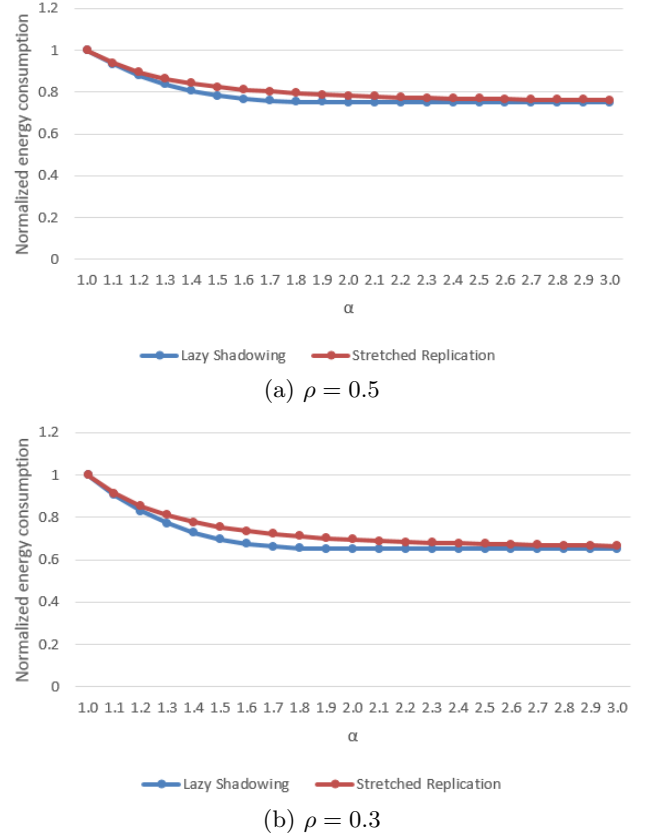 1.2
1
0.8
0.6
0.4
0.2
0
Normalized energy consumption
1.0 1.1 1.2 1.3 1.4 1.5 1.6 1.7 1.8 1.9 2.0 2.1 2.2 2.3 2.4 2.5 2.6 2.7 2.8 2.9 3.0
α
Lazy Shadowing Stretched Replication
(a) ρ = 0.5
1.2
1
0.8
0.6
0.4
0.2
0
Normalized energy consumption
1.0 1.1 1.2 1.3 1.4 1.5 1.6 1.7 1.8 1.9 2.0 2.1 2.2 2.3 2.4 2.5 2.6 2.7 2.8 2.9 3.0
α
Lazy Shadowing Stretched Replication
(b) ρ = 0.3